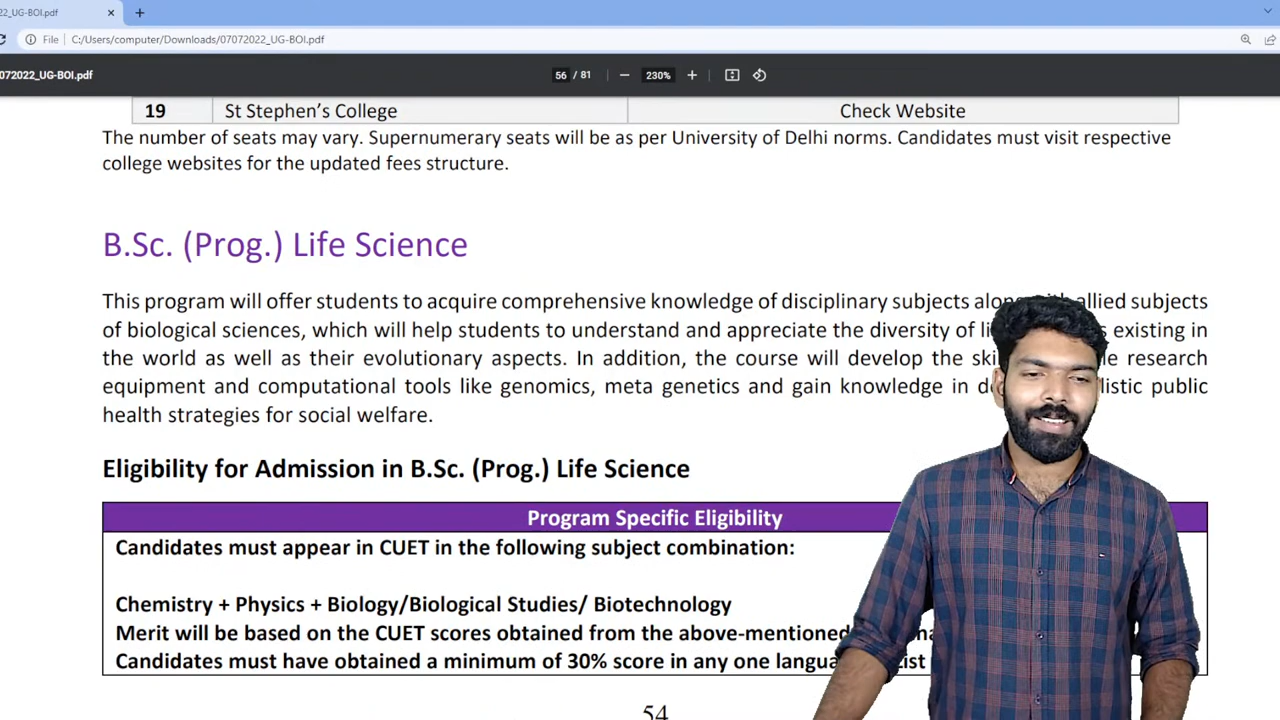 22_UG-BOI.pdf
File C:/Users/computer/Downloads/07072022_UG-BOI.pdf
072022_UG-BOI.pdf 56 / 81 230%
19 St Stephen's College Check Website
The number of seats may vary. Supernumerary seats will be as per University of Delhi norms. Candidates must visit respective
college websites for the updated fees structure.
B.Sc. (Prog.) Life Science
This program will offer students to acquire comprehensive knowledge of disciplinary subjects along with allied subjects
of biological sciences, which will help students to understand and appreciate the diversity of existing in
the world as well as their evolutionary aspects. In addition, the course will develop the research
equipment and computational tools like genomics, meta genetics and gain knowledge in public
health strategies for social welfare.
Eligibility for Admission in B.Sc. (Prog.) Life Science
Program Specific Eligibility
Candidates must appear in CUET in the following subject combination:
Chemistry + Physics + Biology/Biological Studies/ Biotechnology
Merit will be based on the CUET scores obtained from the above-mentioned
Candidates must have obtained a minimum of 30% score in any one
54